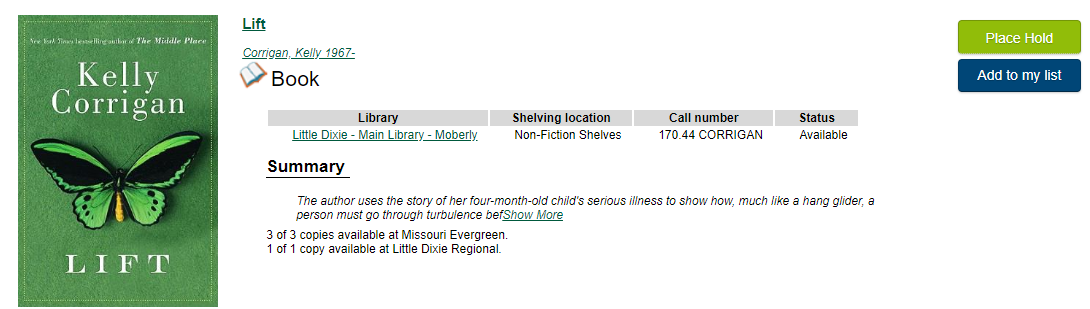 New York Times bestselling author of The Middle Place
Kelly
Corrigan
LIFT
Lift
Corrigan, Kelly 1967-
Book
Library Shelving location Call number Status
Little Dixie - Main Library - Moberly Non-Fiction Shelves 170.44 CORRIGAN Available
Summary
The author uses the story of her four-month-old child's serious illness to show how, much like a hang glider, a
person must go through turbulence befShow More
3 of 3 copies available at Missouri Evergreen.
1 of 1 copy available at Little Dixie Regional.
Place Hold
Add to my list